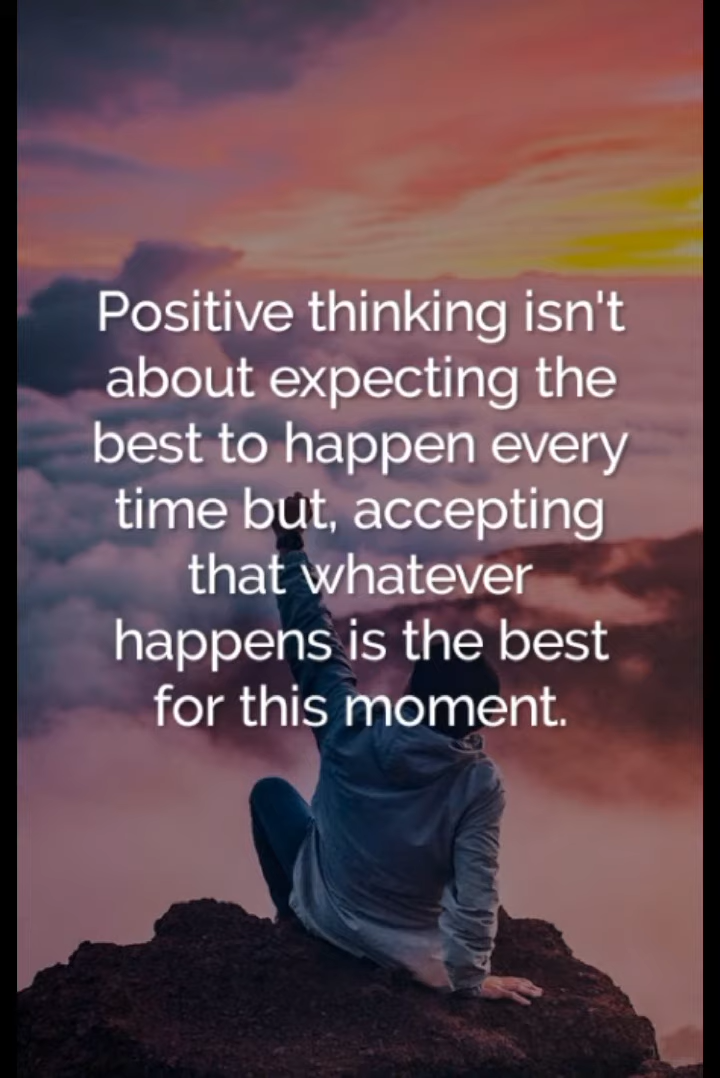 Positive thinking isn't
about expecting the
best to happen every
time but, accepting
that whatever
happens is the best
for this moment.